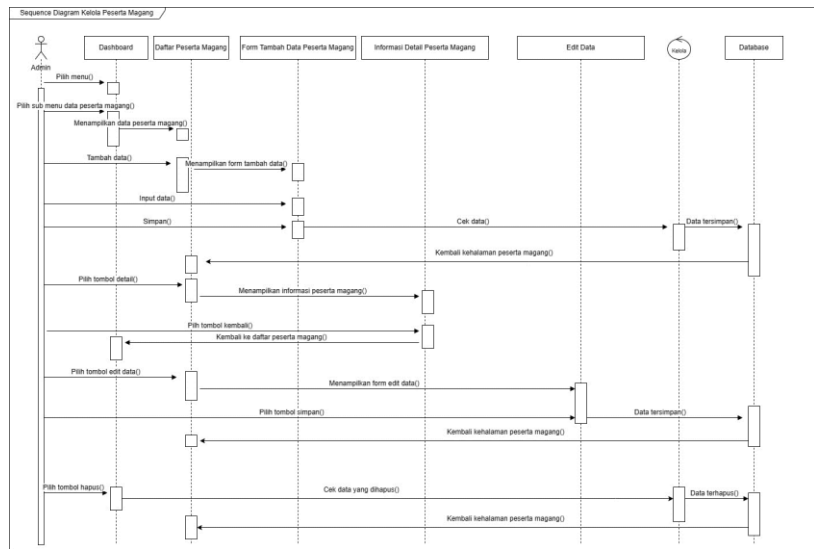 Sequence Diagram Kelola Peserta Magang
Dashboard
Daftar Peserta Magang
Form Tambah Data Peserta Magang
Informasi Detail Peserta Magang
Edit Data
Kelola
Database
Admin
Pilih menu()
Pilih sub menu data peserta magang()
Menampilkan data peserta magang()
Tambah data()
Menampilkan form tambah data()
Input data()
Simpan()
Cek data()
Data tersimpan()
Kembali kehalaman peserta magang()
Pilih tombol detail()
Menampilkan informasi peserta magang()
Pilh tombol kembali()
Kembali ke daftar peserta magang()
Pilih tombol edit data()
Menampilkan form edit data()
Pilih tombol simpan()
Data tersimpan()
Kembali kehalaman peserta magang()
Pilih tombol hapus()
Cek data yang dihapus()
Data terhapus()
Kembali kehalaman peserta magang()